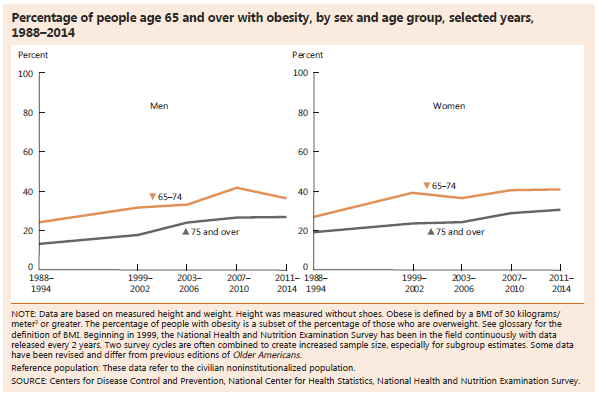 Percentage of people age 65 and over with obesity, by sex and age group, selected years,
1988–2014
Percent
100
80
60
40
20
0
Men
▼65–74
▲75 and over
1988–
1994
1999–
2002
2003–
2006
2007–
2010
2011–
2014
Percent
100
80
60
40
20
0
Women
▼65–74
▲75 and over
1988–
1994
1999–
2002
2003–
2006
2007–
2010
2011–
2014
NOTE: Data are based on measured height and weight. Height was measured without shoes. Obese is defined by a BMI of 30 kilograms/
meter² or greater. The percentage of people with obesity is a subset of the percentage of those who are overweight. See glossary for the
definition of BMI. Beginning in 1999, the National Health and Nutrition Examination Survey has been in the field continuously with data
released every 2 years. Two survey cycles are often combined to create increased sample size, especially for subgroup estimates. Some data
have been revised and differ from previous editions of Older Americans.
Reference population: These data refer to the civilian noninstitutionalized population.
SOURCE: Centers for Disease Control and Prevention, National Center for Health Statistics, National Health and Nutrition Examination Survey.